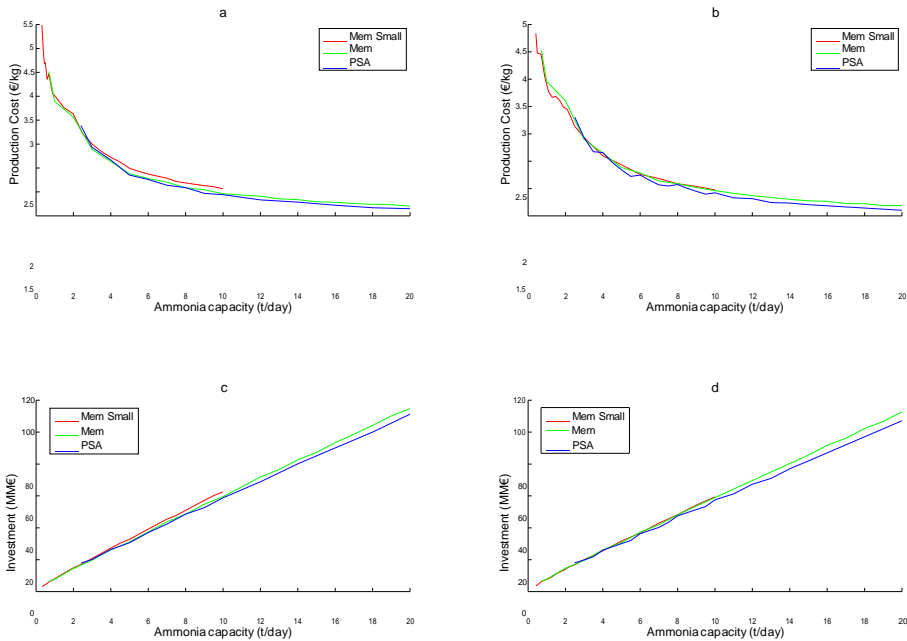 a
5.5
5
4.5
4
3.5
3
2.5
2
1.5
Production Cost (€/kg)
Mem Small
Mem
PSA
0 2 4 6 8 10 12 14 16 18 20
Ammonia capacity (t/day)
b
5
4.5
4
3.5
3
2.5
2
1.5
Production Cost (€/kg)
Mem Small
Mem
PSA
0 2 4 6 8 10 12 14 16 18 20
Ammonia capacity (t/day)
c
120
100
80
60
40
20
0
Investment (MM€)
Mem Small
Mem
PSA
0 2 4 6 8 10 12 14 16 18 20
Ammonia capacity (t/day)
d
120
100
80
60
40
20
0
Investment (MM€)
Mem Small
Mem
PSA
0 2 4 6 8 10 12 14 16 18 20
Ammonia capacity (t/day)